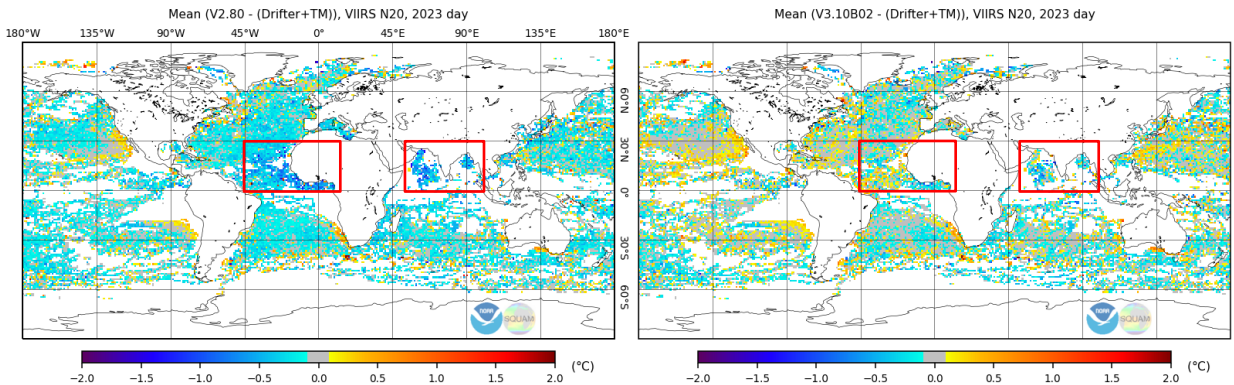 Mean (V2.80 - (Drifter+TM)), VIIRS N20, 2023 day
180°W 135°W 90°W 45°W 0° 45°E 90°E 135°E 180°E
60°N
30°N
0°
30°S
60°S
NOAA
SQUAM
−2.0 −1.5 −1.0 −0.5 0.0 0.5 1.0 1.5 2.0 (°C)
Mean (V3.10B02 - (Drifter+TM)), VIIRS N20, 2023 day
NOAA
SQUAM
−2.0 −1.5 −1.0 −0.5 0.0 0.5 1.0 1.5 2.0 (°C)